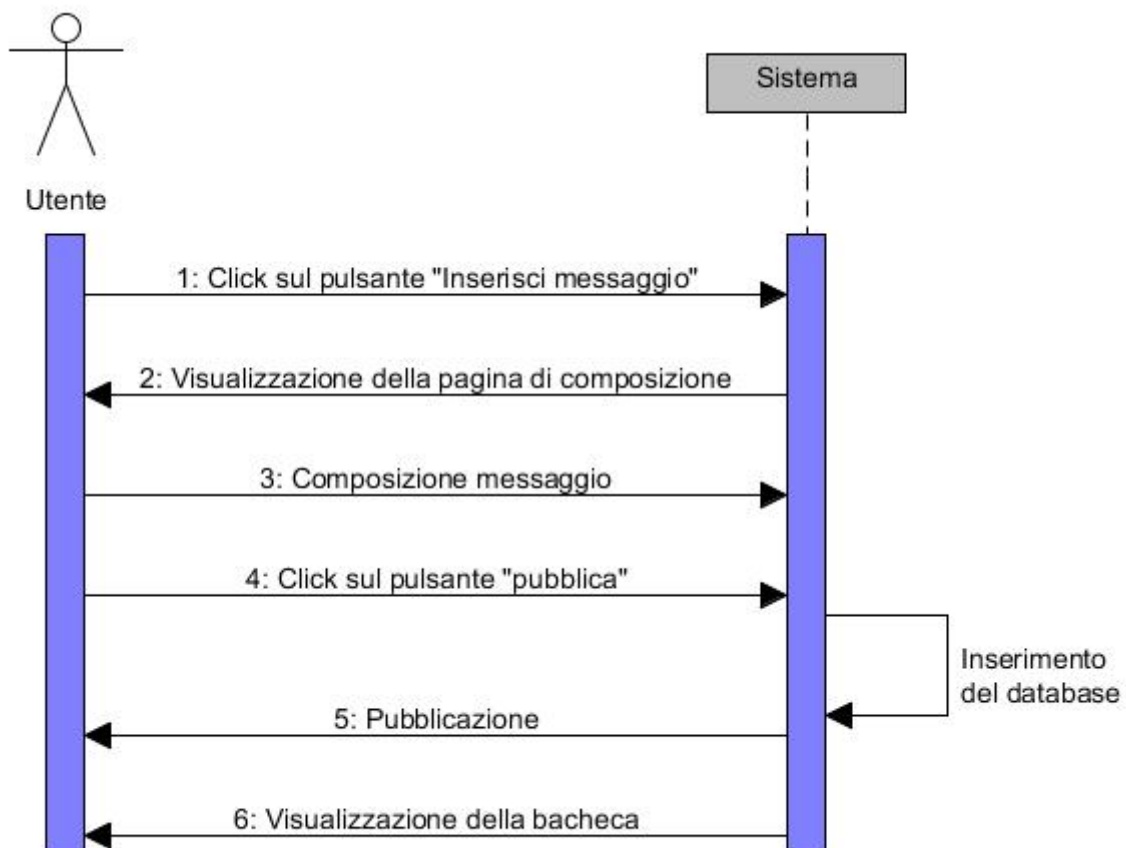 Sistema
Utente
1: Click sul pulsante "Inserisci messaggio"
2: Visualizzazione della pagina di composizione
3: Composizione messaggio
4: Click sul pulsante "pubblica"
Inserimento
del database
5: Pubblicazione
6: Visualizzazione della bacheca